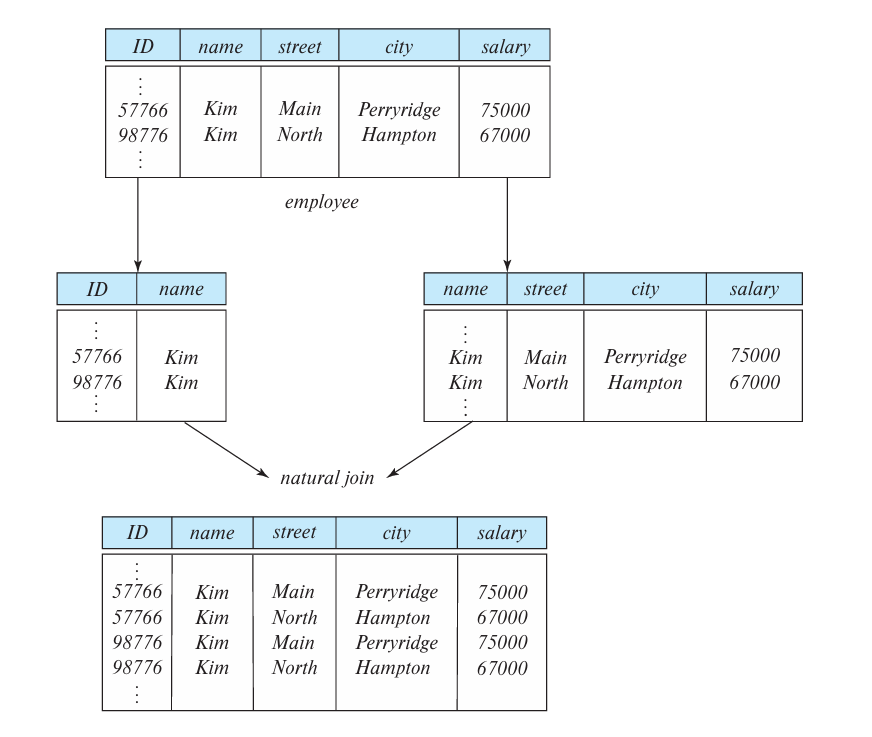 ID name street city salary
⋮
57766 Kim Main Perryridge 75000
98776 Kim North Hampton 67000
⋮
employee
ID name
⋮
57766 Kim
98776 Kim
⋮
name street city salary
⋮
Kim Main Perryridge 75000
Kim North Hampton 67000
⋮
natural join
ID name street city salary
⋮
57766 Kim Main Perryridge 75000
57766 Kim North Hampton 67000
98776 Kim Main Perryridge 75000
98776 Kim North Hampton 67000
⋮